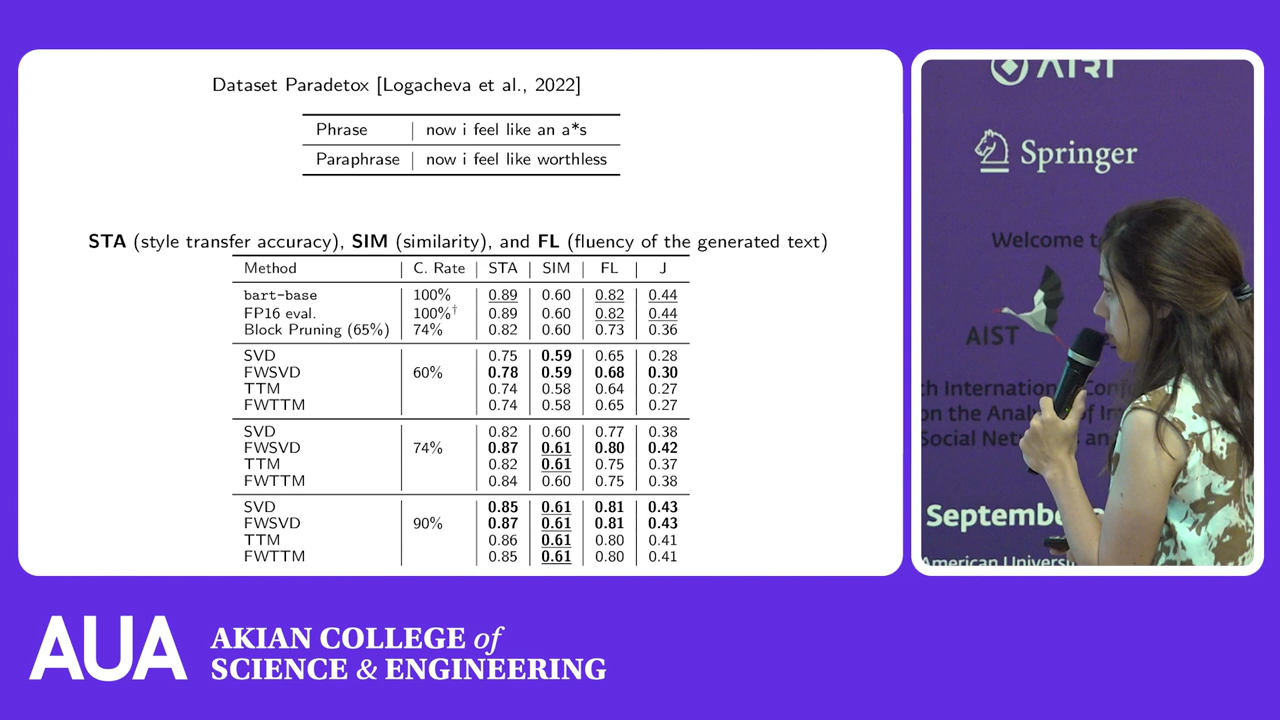 Dataset Paradetox [Logacheva et al., 2022]
Phrase | now i feel like an a*s
Paraphrase | now i feel like worthless
STA (style transfer accuracy), SIM (similarity), and FL (fluency of the generated text)
Method | C. Rate | STA | SIM | FL | J
bart-base | 100% | 0.89 | 0.60 | 0.82 | 0.44
FP16 eval. | 100%† | 0.89 | 0.60 | 0.82 | 0.44
Block Pruning (65%) | 74% | 0.82 | 0.60 | 0.73 | 0.36
SVD | 0.75 | 0.59 | 0.65 | 0.28
FWSVD | 60% | 0.78 | 0.59 | 0.68 | 0.30
TTM | 0.74 | 0.58 | 0.64 | 0.27
FWTTM | 0.74 | 0.58 | 0.65 | 0.27
SVD | 0.82 | 0.60 | 0.77 | 0.38
FWSVD | 74% | 0.87 | 0.61 | 0.80 | 0.42
TTM | 0.82 | 0.61 | 0.75 | 0.37
FWTTM | 0.84 | 0.60 | 0.75 | 0.38
SVD | 0.85 | 0.61 | 0.81 | 0.43
FWSVD | 90% | 0.87 | 0.61 | 0.81 | 0.43
TTM | 0.86 | 0.61 | 0.80 | 0.41
FWTTM | 0.85 | 0.61 | 0.80 | 0.41
AIRI
Springer
Welcome
AIST
International
on the
Social
September
American
AUA
AKIAN COLLEGE of
SCIENCE & ENGINEERING